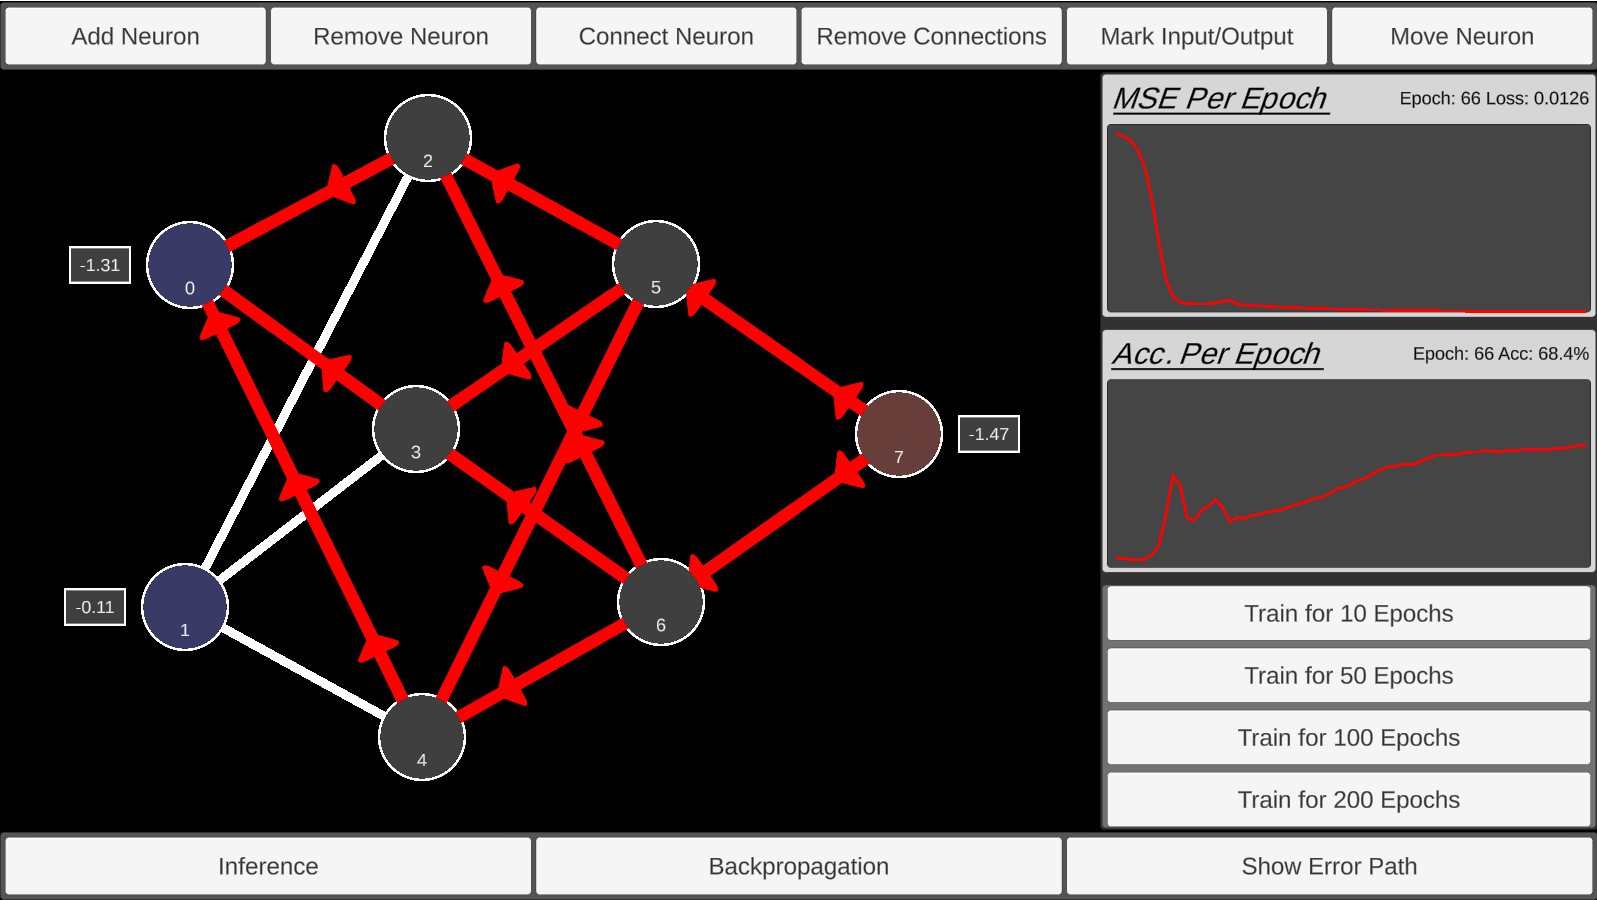 Add Neuron
Remove Neuron
Connect Neuron
Remove Connections
Mark Input/Output
Move Neuron
MSE Per Epoch
Epoch: 66 Loss: 0.0126
2
-1.31
0
5
Acc. Per Epoch
Epoch: 66 Acc: 68.4%
3
7
-1.47
-0.11
1
6
4
Train for 10 Epochs
Train for 50 Epochs
Train for 100 Epochs
Train for 200 Epochs
Inference
Backpropagation
Show Error Path